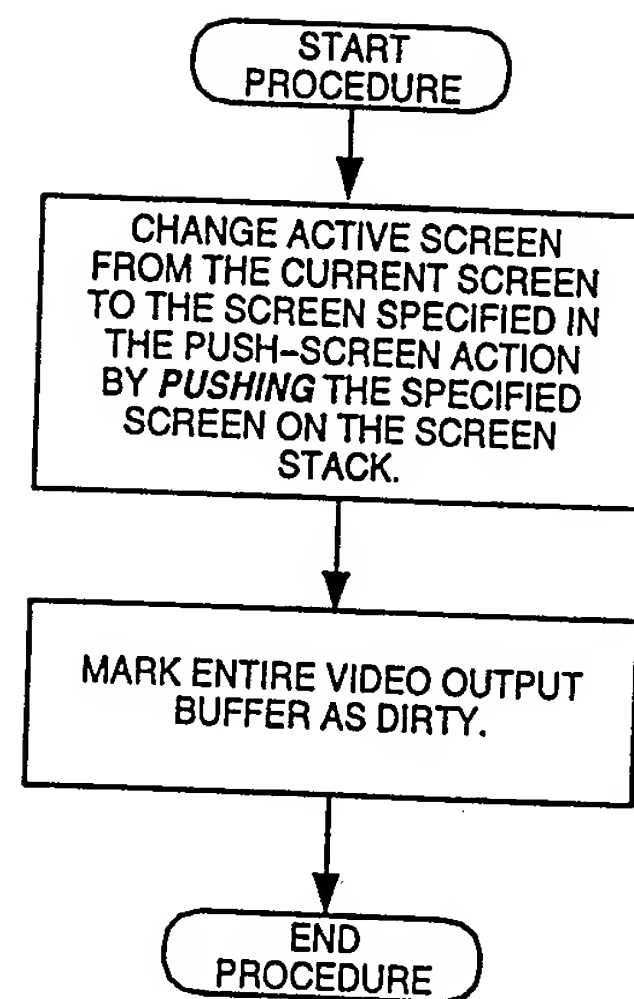 START
PROCEDURE
CHANGE ACTIVE SCREEN
FROM THE CURRENT SCREEN
TO THE SCREEN SPECIFIED IN
THE PUSH-SCREEN ACTION
BY PUSHING THE SPECIFIED
SCREEN ON THE SCREEN
STACK.
MARK ENTIRE VIDEO OUTPUT
BUFFER AS DIRTY.
END
PROCEDURE